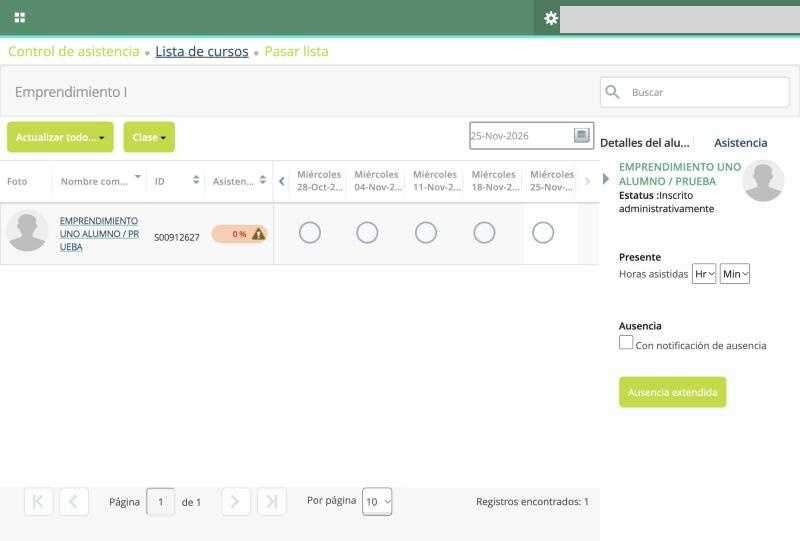 Control de asistencia • Lista de cursos • Pasar lista
Emprendimiento I
Buscar
Actualizar todo...
Clase
25-Nov-2026
Detalles del alu...
Asistencia
Foto
Nombre com...
ID
Asisten...
Miércoles
28-Oct-2...
Miércoles
04-Nov-2...
Miércoles
11-Nov-2...
Miércoles
18-Nov-2...
Miércoles
25-Nov-...
EMPRENDIMIENTO
UNO ALUMNO / PR
UEBA
S00912627
0 %
EMPRENDIMIENTO UNO
ALUMNO / PRUEBA
Estatus :Inscrito
administrativamente
Presente
Horas asistidas Hr Min
Ausencia
Con notificación de ausencia
Ausencia extendida
Página 1 de 1
Por página 10
Registros encontrados: 1